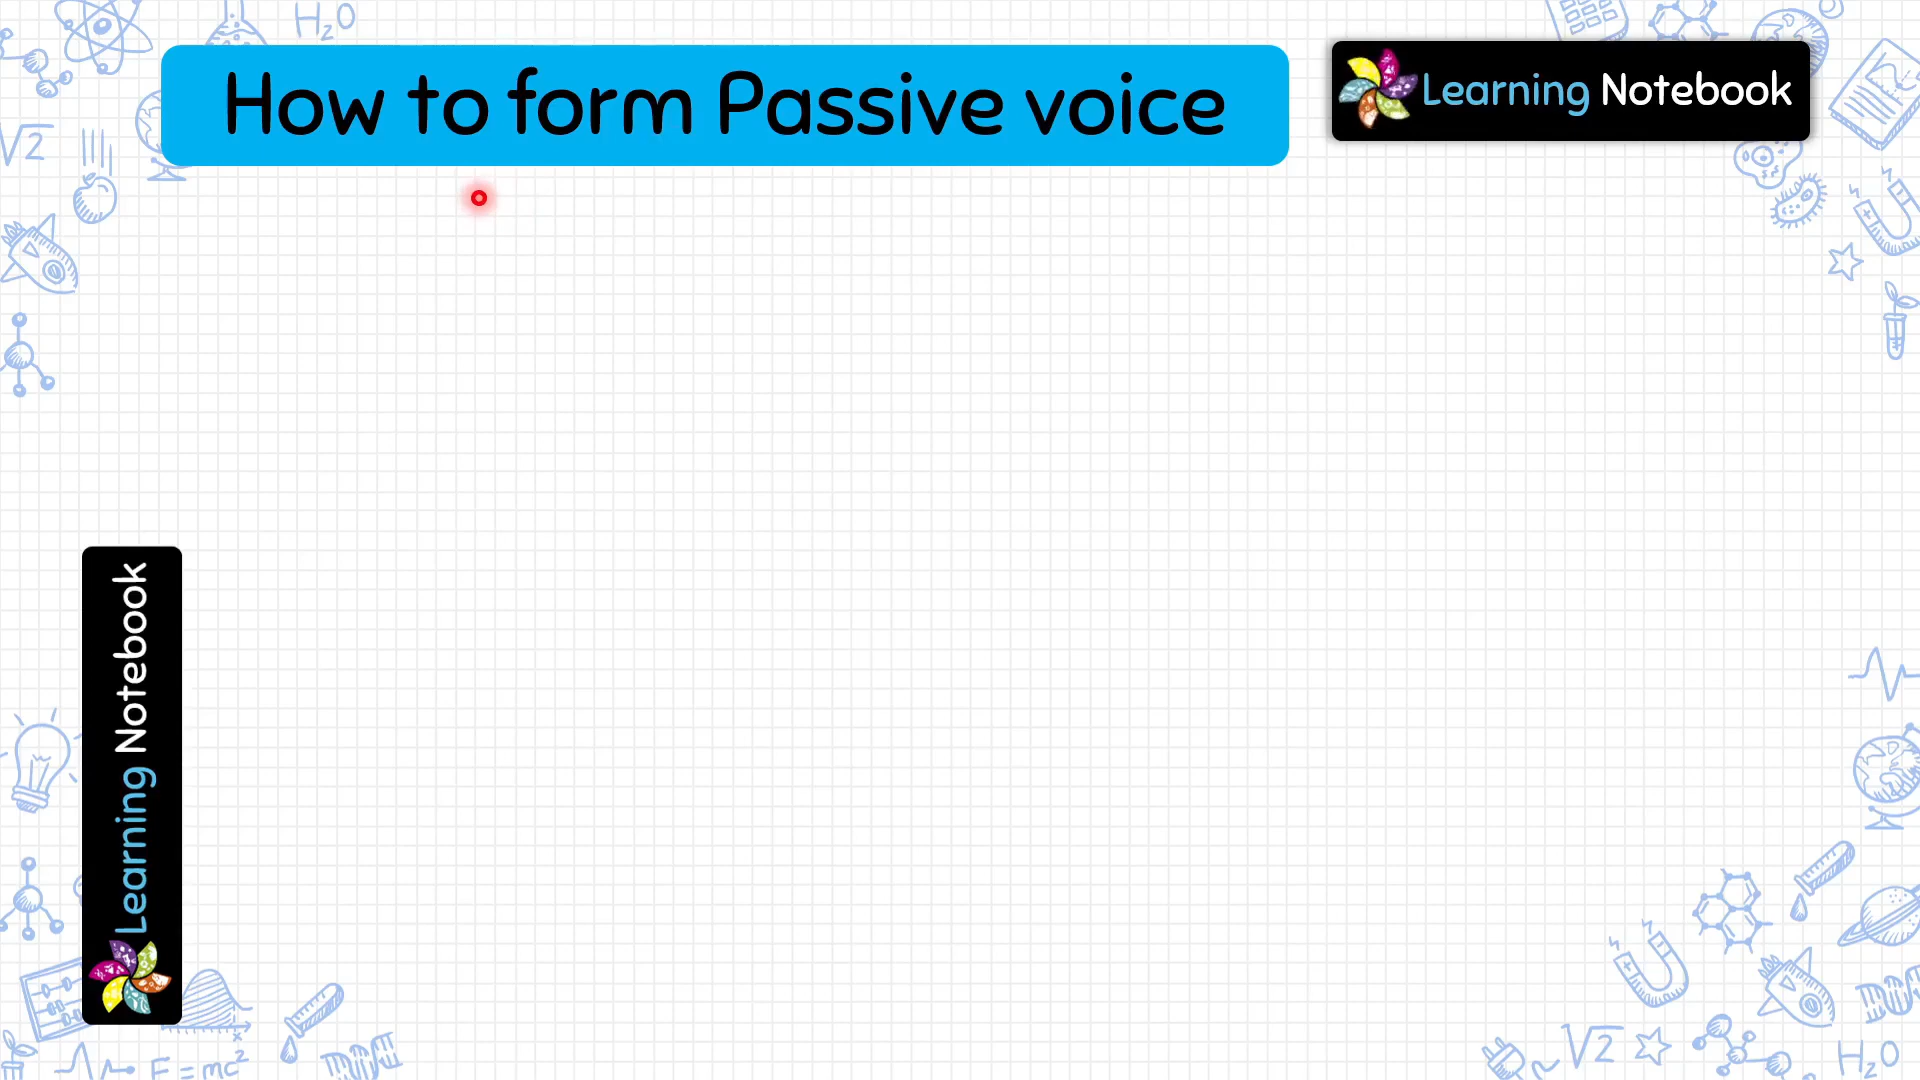 H₂O
How to form Passive voice
Learning Notebook
√2
Learning Notebook
F = mc²
x
√2
H₂O